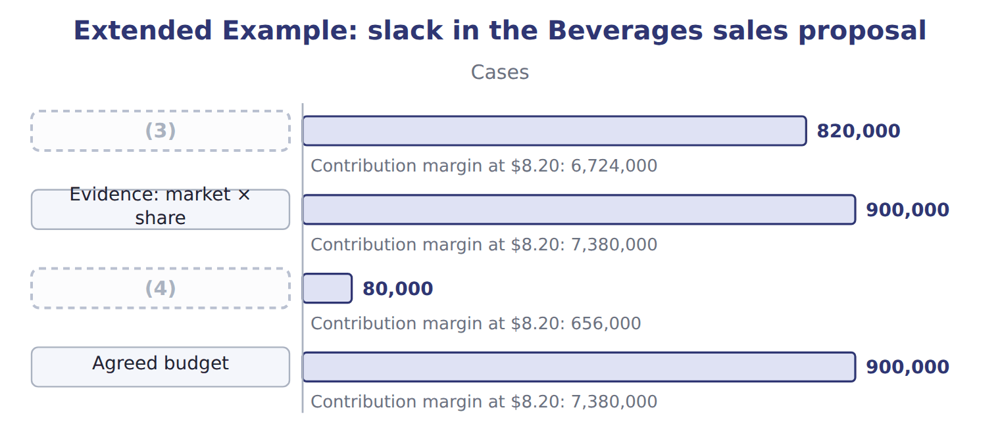 Extended Example: slack in the Beverages sales proposal
Cases
(3)
820,000
Contribution margin at $8.20: 6,724,000
Evidence: market ×
share
900,000
Contribution margin at $8.20: 7,380,000
(4)
80,000
Contribution margin at $8.20: 656,000
Agreed budget
900,000
Contribution margin at $8.20: 7,380,000